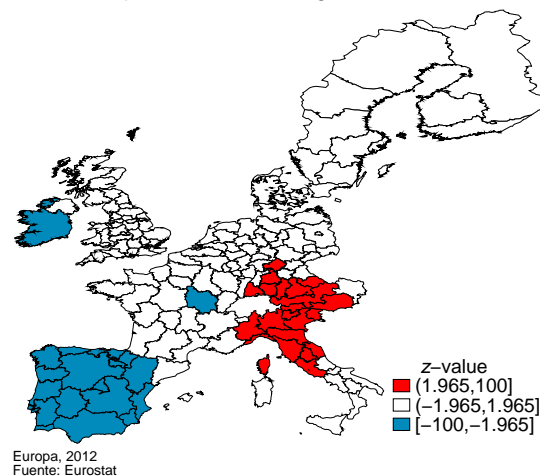 z−value
(1.965,100]
(−1.965,1.965]
[−100,−1.965]
Europa, 2012
Fuente: Eurostat